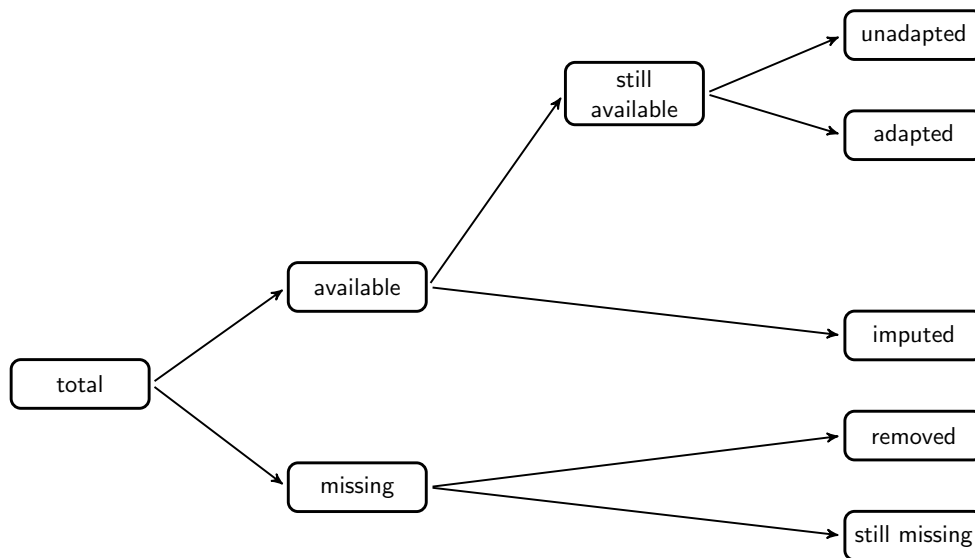 unadapted
still
available
adapted
available
imputed
total
removed
missing
still missing